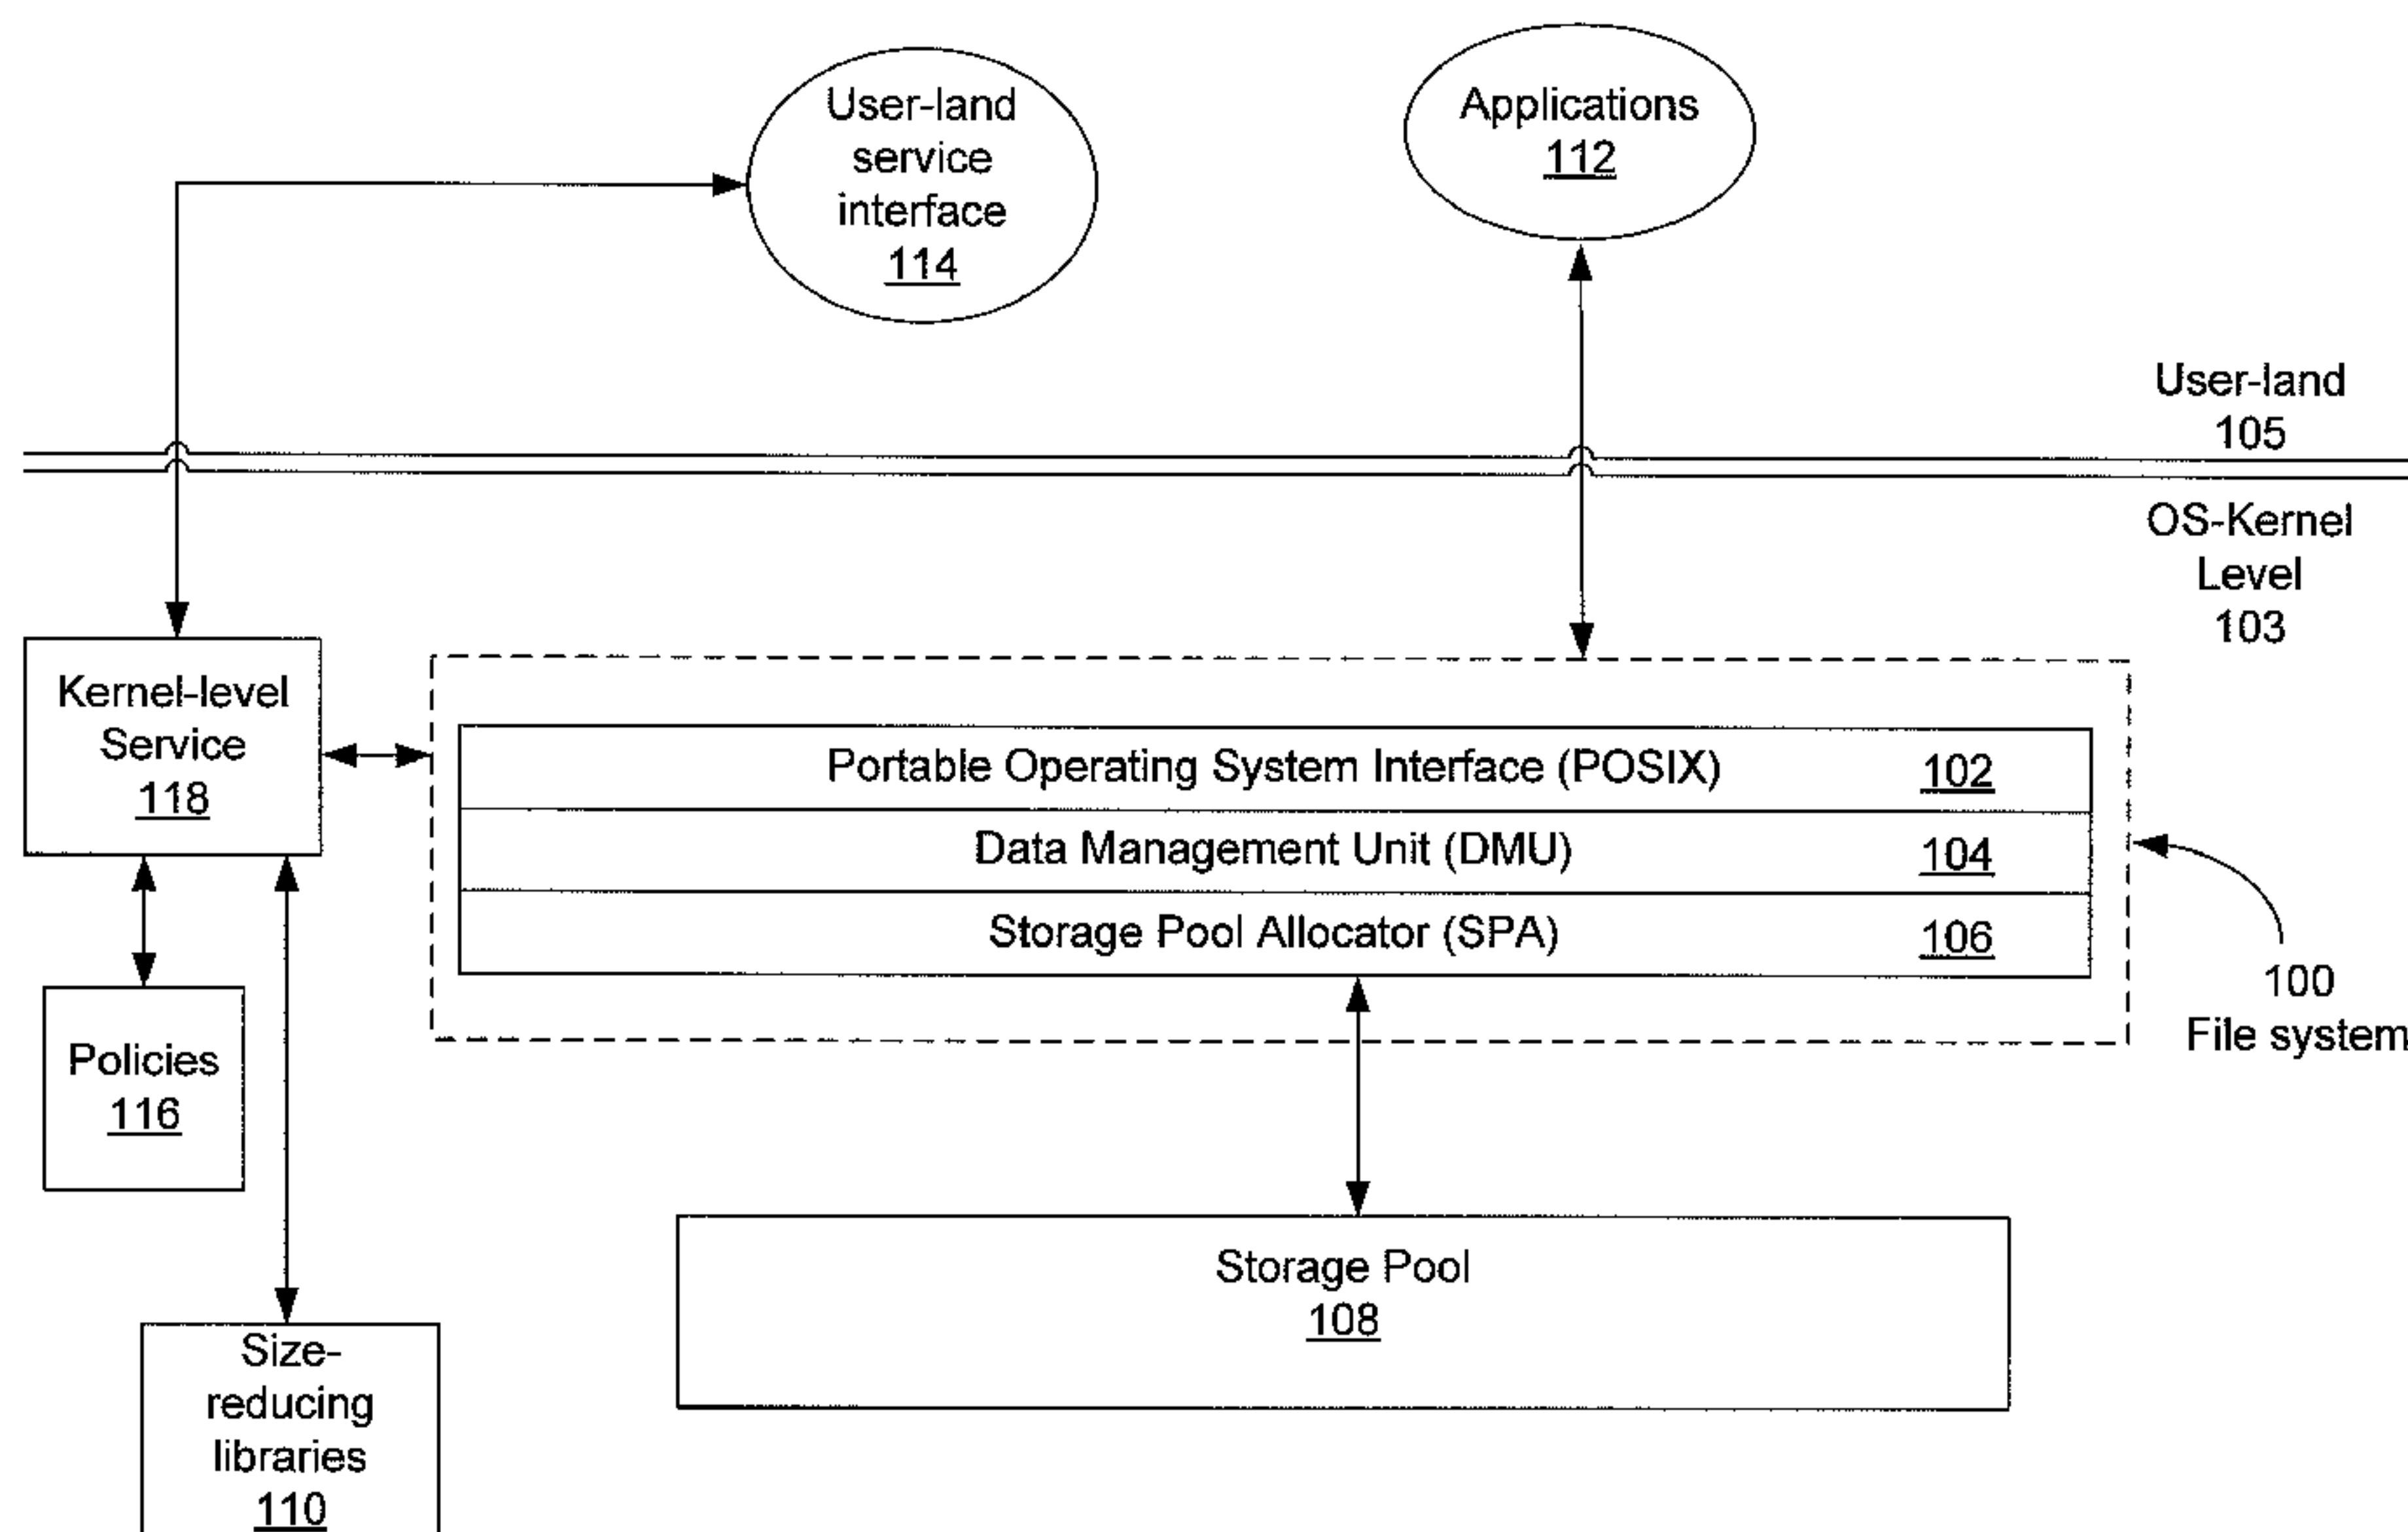 User-land
service
interface
114
Applications
112
User-land
105
OS-Kernel
Level
103
Kernel-level
Service
118
Portable Operating System Interface (POSIX) 102
Data Management Unit (DMU) 104
Storage Pool Allocator (SPA) 106
100
File system
Policies
116
Storage Pool
108
Size-
reducing
libraries
110